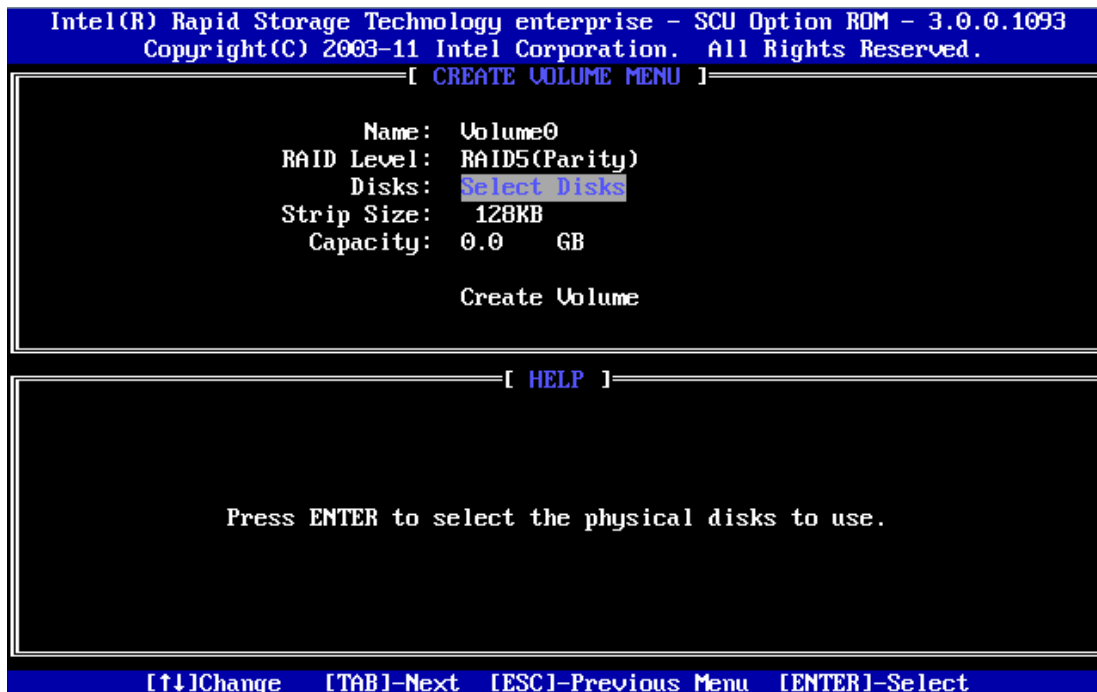 Intel(R) Rapid Storage Technology enterprise - SCU Option ROM - 3.0.0.1093
Copyright(C) 2003-11 Intel Corporation. All Rights Reserved.
[ CREATE VOLUME MENU ]
Name: Volume0
RAID Level: RAID5(Parity)
Disks: Select Disks
Strip Size: 128KB
Capacity: 0.0 GB
Create Volume
[ HELP ]
Press ENTER to select the physical disks to use.
[↑↓]Change [TAB]-Next [ESC]-Previous Menu [ENTER]-Select